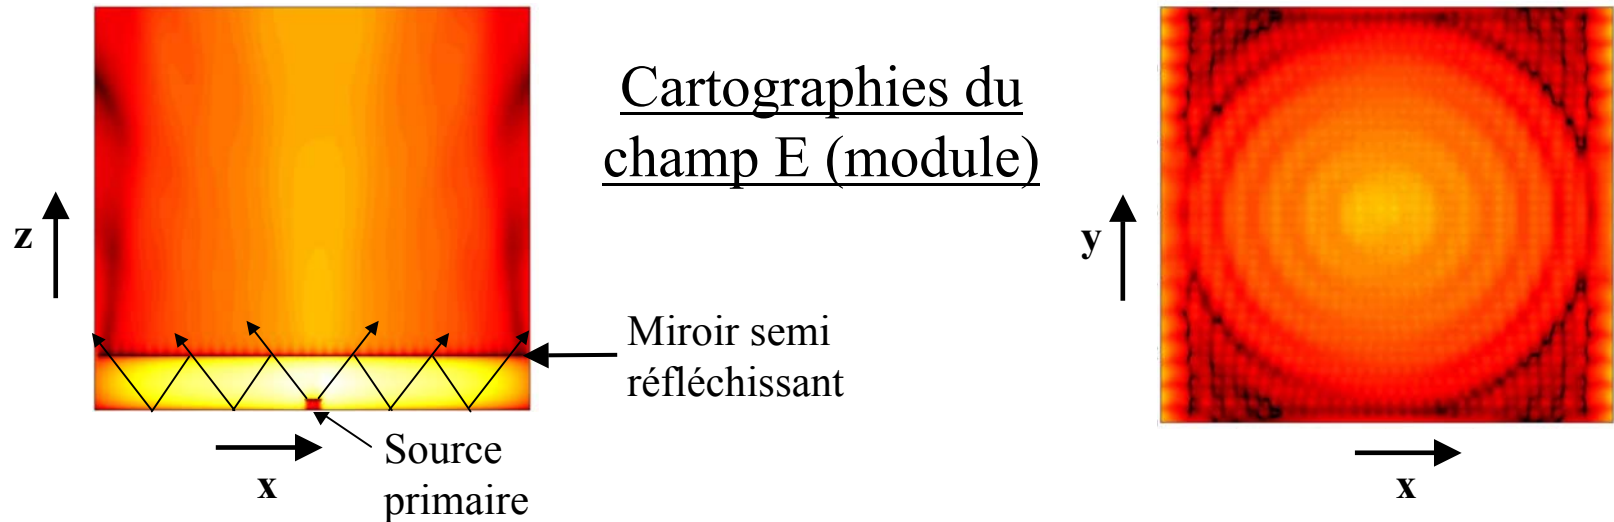 Cartographies du
champ E (module)
z
x
Source
primaire
Miroir semi
réfléchissant
y
x